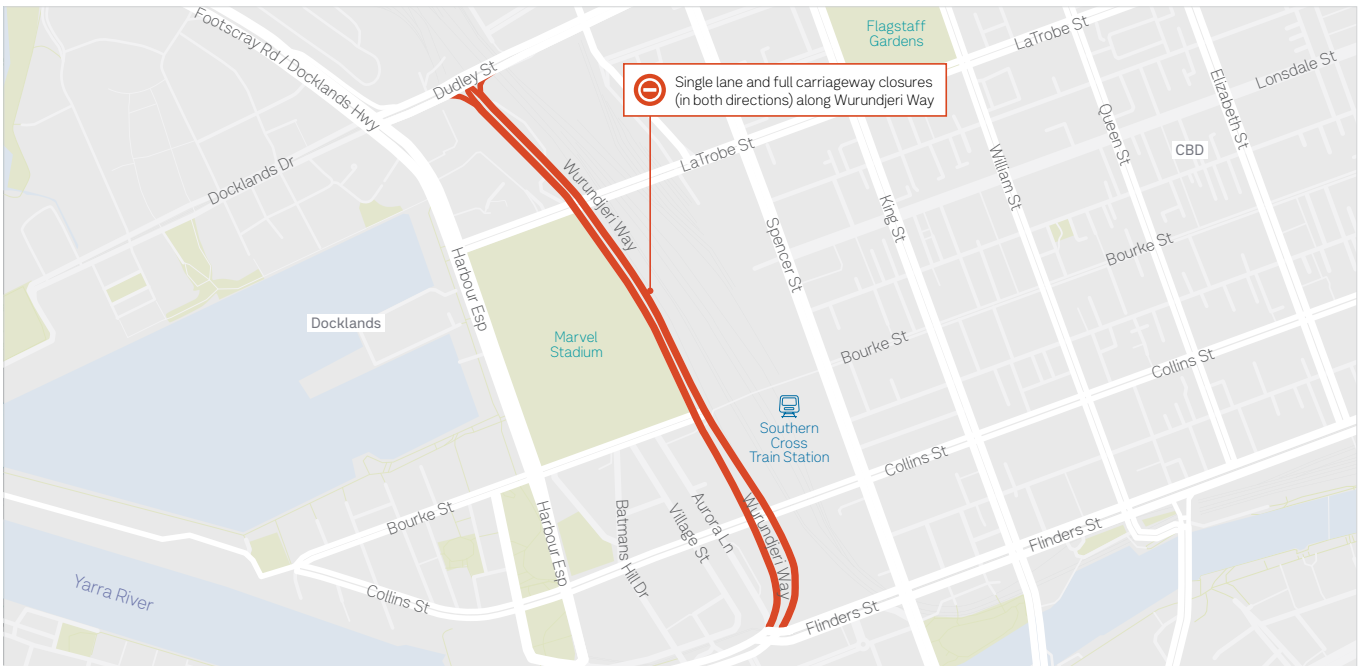 Footscray Rd / Docklands Hwy
Dudley St
Flagstaff
Gardens
LaTrobe St
Elizabeth St
Lonsdale St
Single lane and full carriageway closures
(in both directions) along Wurundjeri Way
Queen St
CBD
LaTrobe St
William St
Docklands Dr
Wurundjeri Way
King St
Spencer St
Bourke St
Harbour Esp
Docklands
Marvel
Stadium
Bourke St
Collins St
Southern
Cross
Train Station
Collins St
Bourke St
Harbour Esp
Batmans Hill Dr
Village St
Aurora Ln
Wurundjeri Way
Flinders St
Yarra River
Collins St
Flinders St